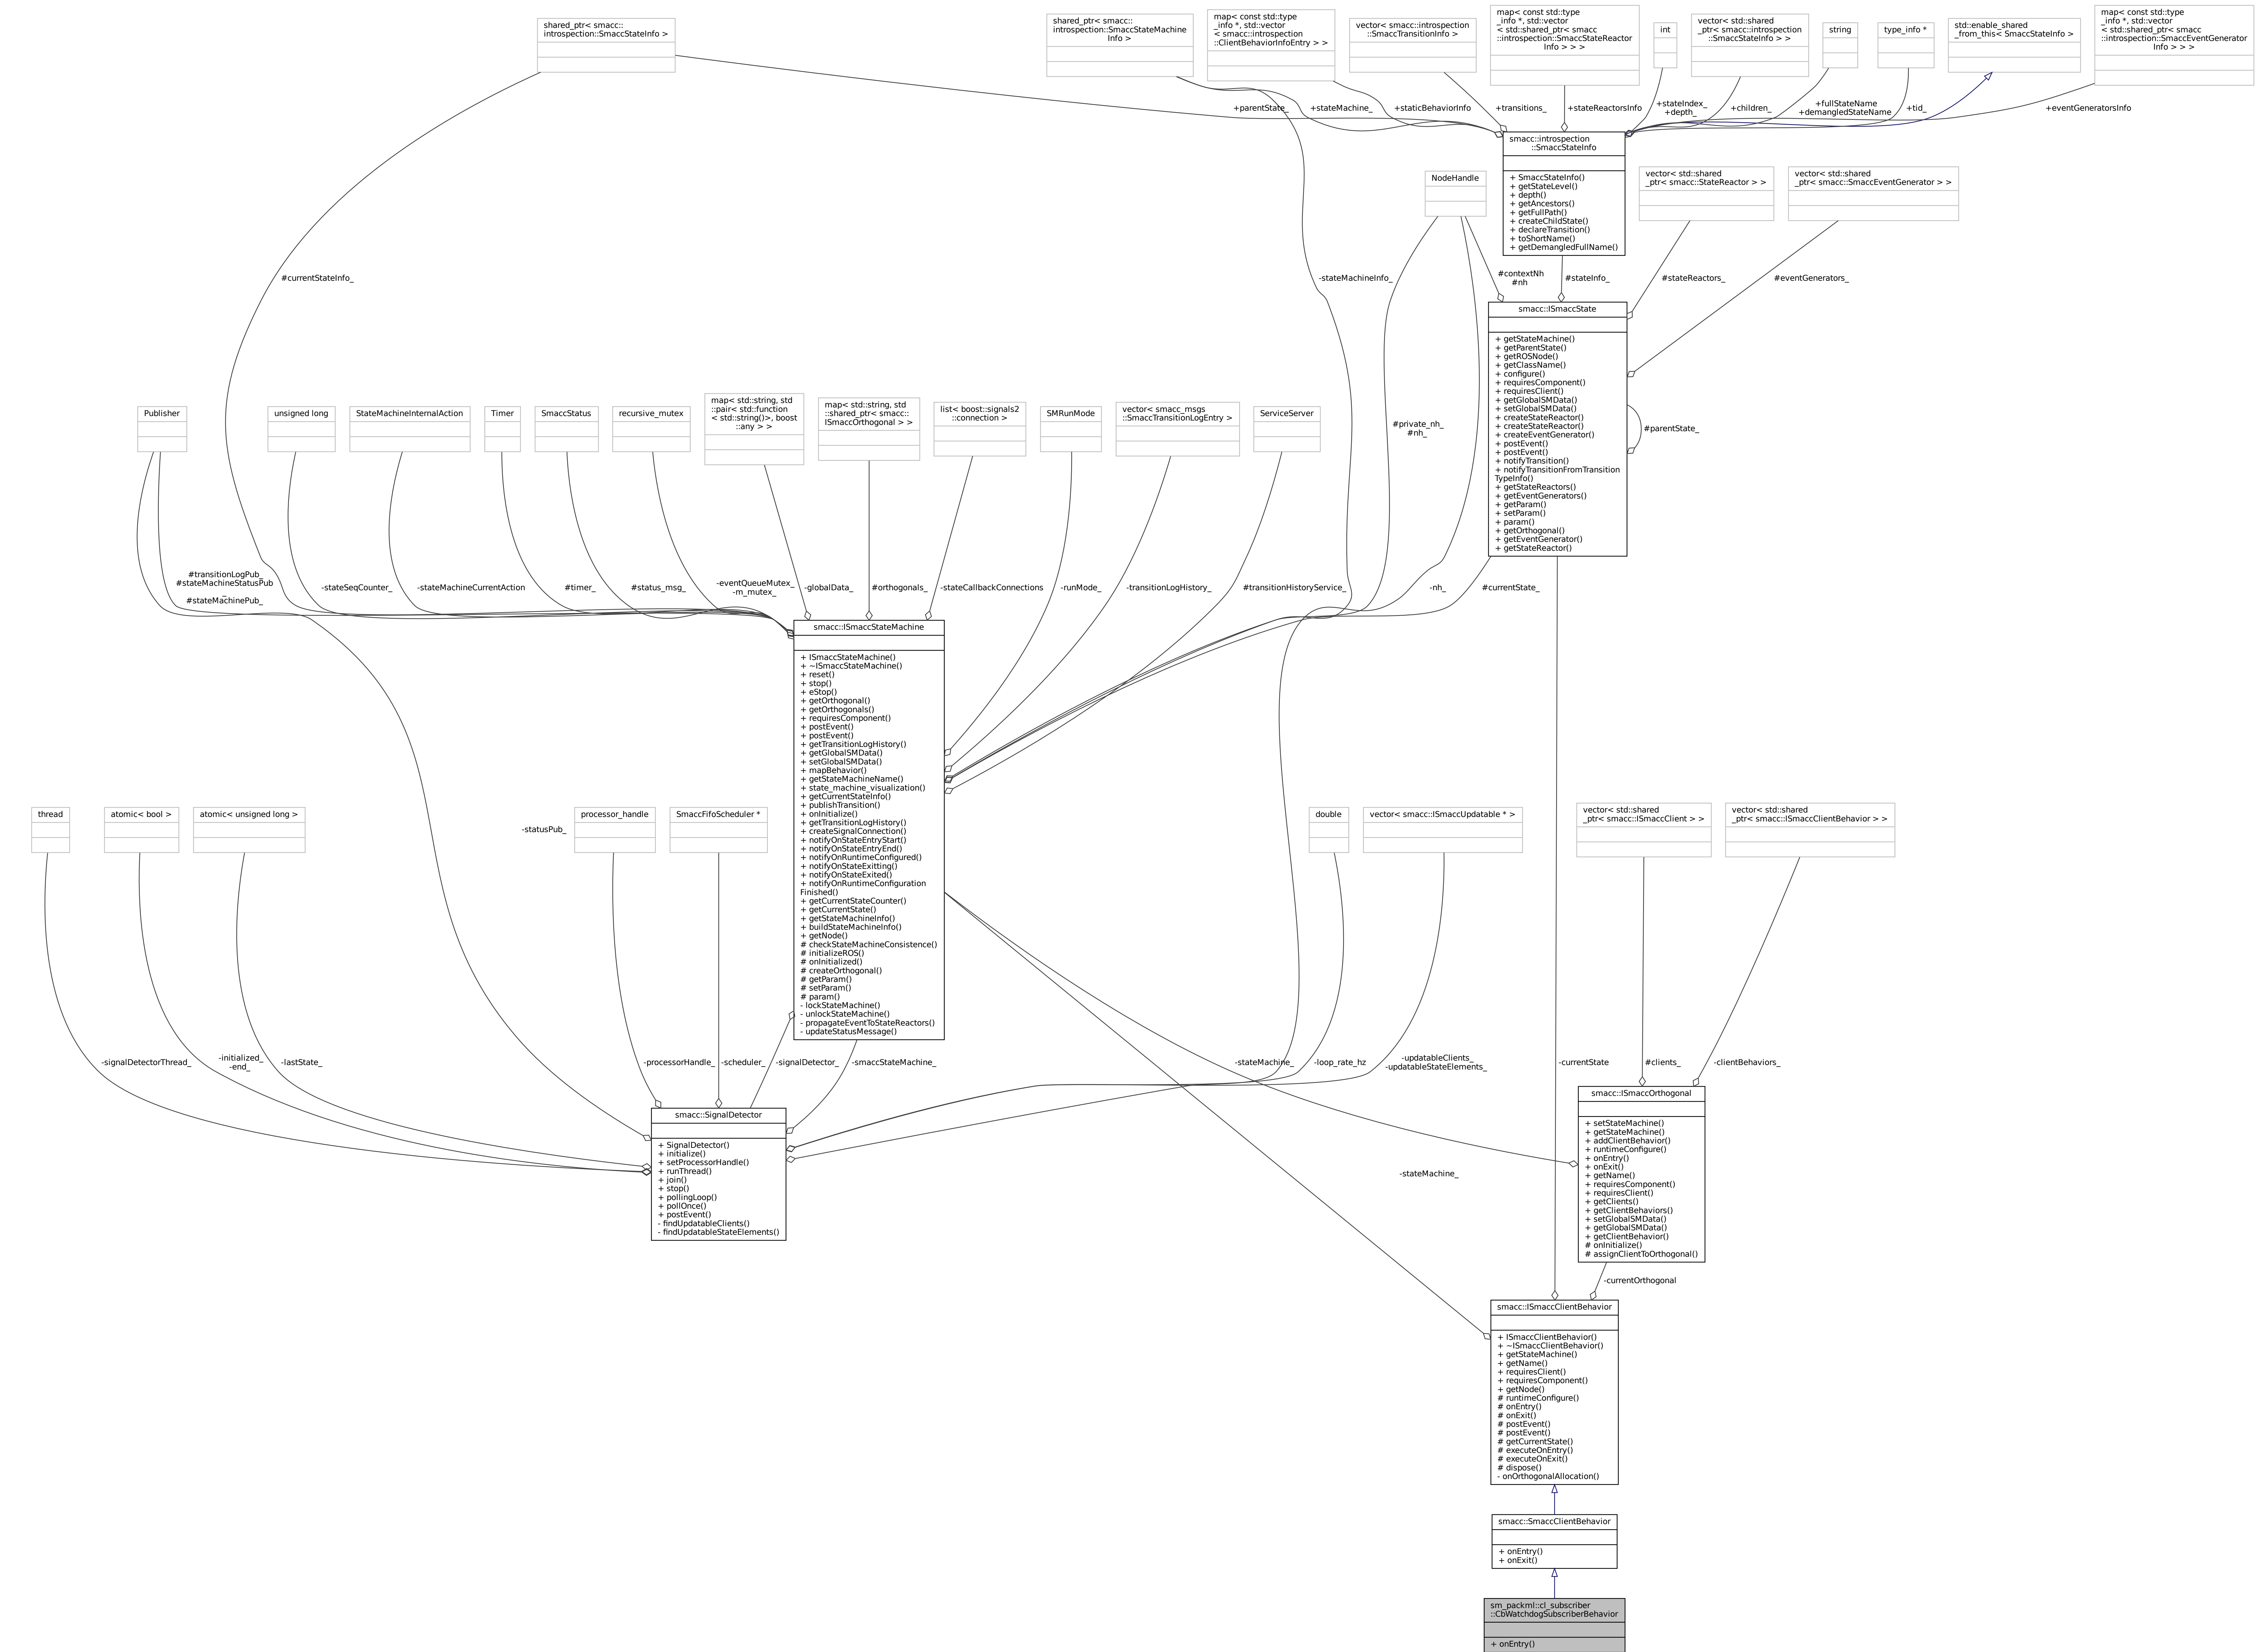 shared_ptr< smacc::
introspection::SmaccStateInfo >
shared_ptr< smacc::
introspection::SmaccStateMachine
Info >
map< const std::type
_info *, std::vector
< smacc::introspection
::ClientBehaviorInfoEntry > >
vector< smacc::introspection
::SmaccTransitionInfo >
map< const std::type
_info *, std::vector
< std::shared_ptr< smacc
::introspection::SmaccStateReactor
Info > > >
int
vector< std::shared
_ptr< smacc::introspection
::SmaccStateInfo > >
string
type_info *
std::enable_shared
_from_this< SmaccStateInfo >
map< const std::type
_info *, std::vector
< std::shared_ptr< smacc
::introspection::SmaccEventGenerator
Info > > >
+parentState_
+stateMachine_
+staticBehaviorInfo
+transitions_
+stateReactorsInfo
+stateIndex_
+depth_
+children_
+fullStateName
+demangledStateName
+tid_
+eventGeneratorsInfo
smacc::introspection
::SmaccStateInfo
+ SmaccStateInfo()
+ getStateLevel()
+ depth()
+ getAncestors()
+ getFullPath()
+ createChildState()
+ declareTransition()
+ toShortName()
+ getDemangledFullName()
NodeHandle
vector< std::shared
_ptr< smacc::StateReactor > >
vector< std::shared
_ptr< smacc::SmaccEventGenerator > >
#currentStateInfo_
-stateMachineInfo_
#contextNh
#nh
#stateInfo_
#stateReactors_
#eventGenerators_
smacc::ISmaccState
+ getStateMachine()
+ getParentState()
+ getROSNode()
+ getClassName()
+ configure()
+ requiresComponent()
+ requiresClient()
+ getGlobalSMData()
+ setGlobalSMData()
+ createStateReactor()
+ createStateReactor()
+ createEventGenerator()
+ postEvent()
+ postEvent()
+ notifyTransition()
+ notifyTransitionFromTransition
TypeInfo()
+ getStateReactors()
+ getEventGenerators()
+ getParam()
+ setParam()
+ param()
+ getOrthogonal()
+ getEventGenerator()
+ getStateReactor()
#parentState_
#private_nh_
#nh_
Publisher
unsigned long
StateMachineInternalAction
Timer
SmaccStatus
recursive_mutex
map< std::string, std
::pair< std::function
< std::string()>, boost
::any > >
map< std::string, std
::shared_ptr< smacc::
ISmaccOrthogonal > >
list< boost::signals2
::connection >
SMRunMode
vector< smacc_msgs
::SmaccTransitionLogEntry >
ServiceServer
#transitionLogPub_
#stateMachineStatusPub
_
#stateMachinePub_
-stateSeqCounter_
-stateMachineCurrentAction
#timer_
#status_msg_
-eventQueueMutex_
-m_mutex_
-globalData_
#orthogonals_
-stateCallbackConnections
-runMode_
-transitionLogHistory_
#transitionHistoryService_
-nh_
#currentState_
smacc::ISmaccStateMachine
+ ISmaccStateMachine()
+ ~ISmaccStateMachine()
+ reset()
+ stop()
+ eStop()
+ getOrthogonal()
+ getOrthogonals()
+ requiresComponent()
+ postEvent()
+ postEvent()
+ getTransitionLogHistory()
+ getGlobalSMData()
+ setGlobalSMData()
+ mapBehavior()
+ getStateMachineName()
+ state_machine_visualization()
+ getCurrentStateInfo()
+ publishTransition()
+ onInitialize()
+ getTransitionLogHistory()
+ createSignalConnection()
+ notifyOnStateEntryStart()
+ notifyOnStateEntryEnd()
+ notifyOnRuntimeConfigured()
+ notifyOnStateExitting()
+ notifyOnStateExited()
+ notifyOnRuntimeConfiguration
Finished()
+ getCurrentStateCounter()
+ getCurrentState()
+ getStateMachineInfo()
+ buildStateMachineInfo()
+ getNode()
# checkStateMachineConsistence()
# initializeROS()
# onInitialized()
# createOrthogonal()
# getParam()
# setParam()
# param()
- lockStateMachine()
- unlockStateMachine()
- propagateEventToStateReactors()
- updateStatusMessage()
thread
atomic< bool >
atomic< unsigned long >
-statusPub_
processor_handle
SmaccFifoScheduler *
double
vector< smacc::ISmaccUpdatable * >
vector< std::shared
_ptr< smacc::ISmaccClient > >
vector< std::shared
_ptr< smacc::ISmaccClientBehavior > >
-signalDetectorThread_
-initialized_
-end_
-lastState_
-processorHandle_
-scheduler_
-signalDetector_
-smaccStateMachine_
-stateMachine_
-loop_rate_hz
-updatableClients_
-updatableStateElements_
-currentState
#clients_
-clientBehaviors_
smacc::SignalDetector
+ SignalDetector()
+ initialize()
+ setProcessorHandle()
+ runThread()
+ join()
+ stop()
+ pollingLoop()
+ pollOnce()
+ postEvent()
- findUpdatableClients()
- findUpdatableStateElements()
smacc::ISmaccOrthogonal
+ setStateMachine()
+ getStateMachine()
+ addClientBehavior()
+ runtimeConfigure()
+ onEntry()
+ onExit()
+ getName()
+ requiresComponent()
+ requiresClient()
+ getClients()
+ getClientBehaviors()
+ setGlobalSMData()
+ getGlobalSMData()
+ getClientBehavior()
# onInitialize()
# assignClientToOrthogonal()
-stateMachine_
-currentOrthogonal
smacc::ISmaccClientBehavior
+ ISmaccClientBehavior()
+ ~ISmaccClientBehavior()
+ getStateMachine()
+ getName()
+ requiresClient()
+ requiresComponent()
+ getNode()
# runtimeConfigure()
# onEntry()
# onExit()
# postEvent()
# postEvent()
# getCurrentState()
# executeOnEntry()
# executeOnExit()
# dispose()
- onOrthogonalAllocation()
smacc::SmaccClientBehavior
+ onEntry()
+ onExit()
sm_packml::cl_subscriber
::CbWatchdogSubscriberBehavior
+ onEntry()